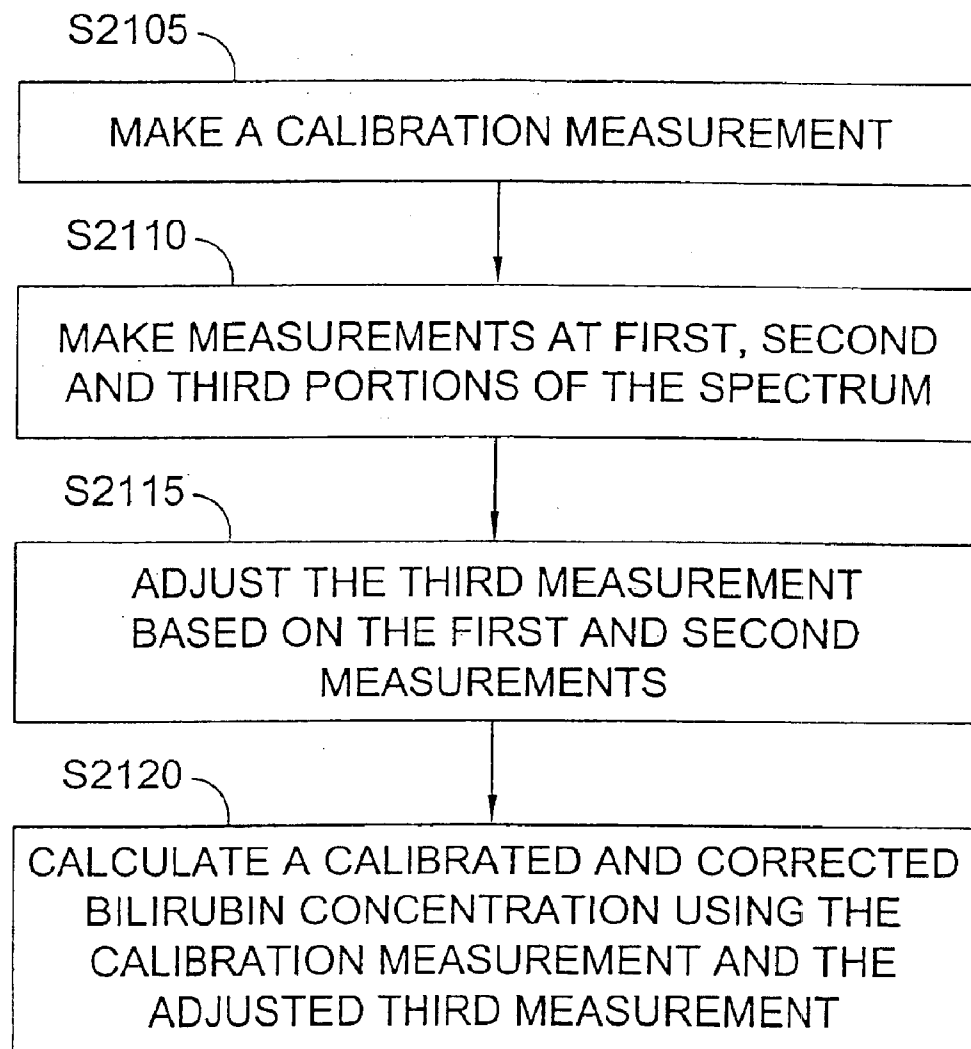 S2105
MAKE A CALIBRATION MEASUREMENT
S2110
MAKE MEASUREMENTS AT FIRST, SECOND
AND THIRD PORTIONS OF THE SPECTRUM
S2115
ADJUST THE THIRD MEASUREMENT
BASED ON THE FIRST AND SECOND
MEASUREMENTS
S2120
CALCULATE A CALIBRATED AND CORRECTED
BILIRUBIN CONCENTRATION USING THE
CALIBRATION MEASUREMENT AND THE
ADJUSTED THIRD MEASUREMENT